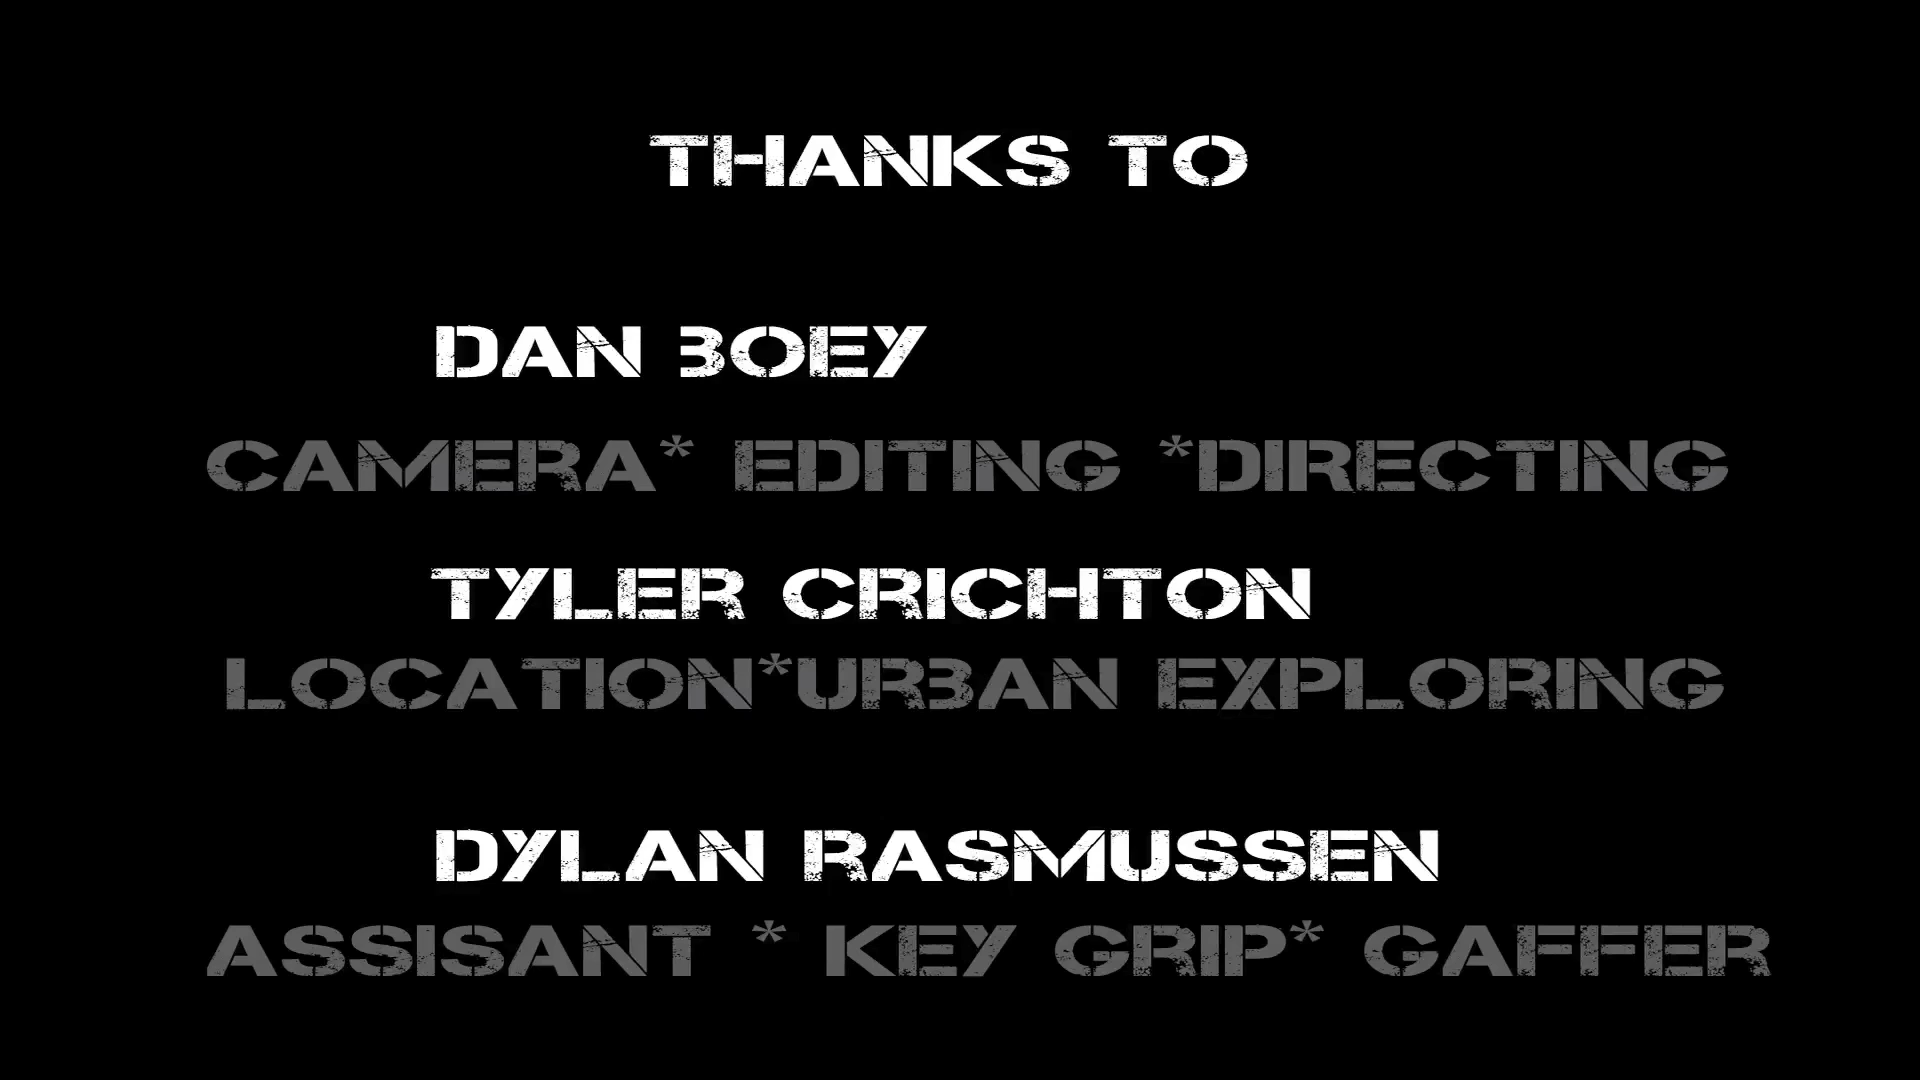 THANKS TO
DAN BOEY
CAMERA* EDITING *DIRECTING
TYLER CRICHTON
LOCATION*URBAN EXPLORING
DYLAN RASMUSSEN
ASSISANT * KEY GRIP* GAFFER